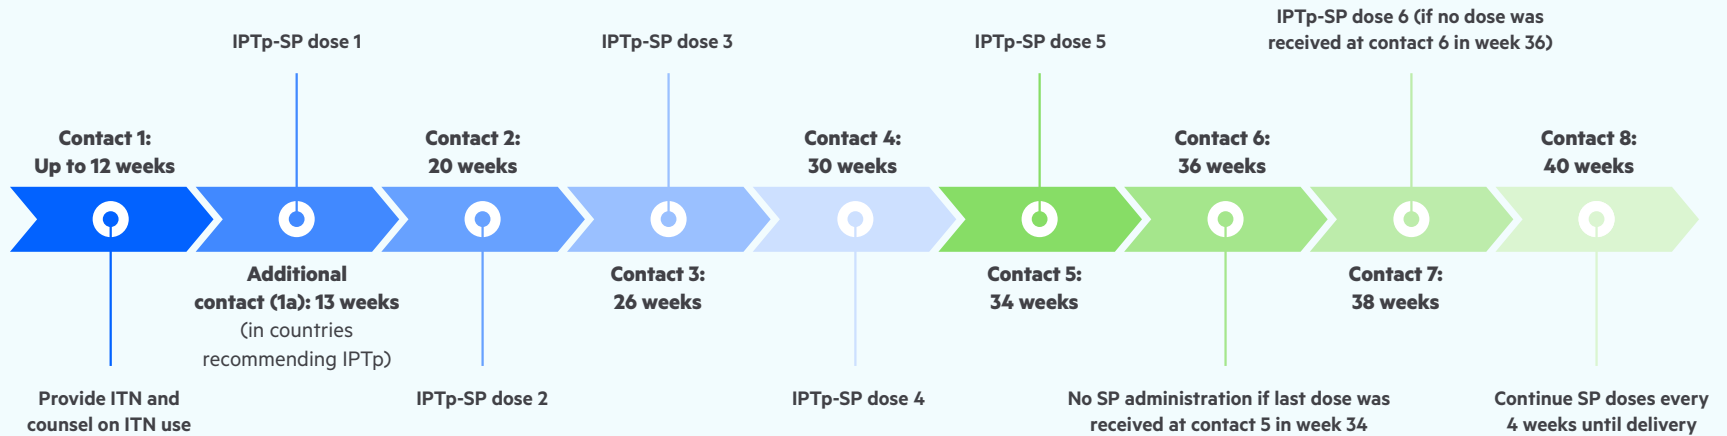 IPTp-SP dose 1
IPTp-SP dose 3
IPTp-SP dose 5
IPTp-SP dose 6 (if no dose was
received at contact 6 in week 36)
Contact 1:
Up to 12 weeks
Contact 2:
20 weeks
Contact 4:
30 weeks
Contact 6:
36 weeks
Contact 8:
40 weeks
Additional
contact (1a): 13 weeks
(in countries
recommending IPTp)
Contact 3:
26 weeks
Contact 5:
34 weeks
Contact 7:
38 weeks
Provide ITN and
counsel on ITN use
IPTp-SP dose 2
IPTp-SP dose 4
No SP administration if last dose was
received at contact 5 in week 34
Continue SP doses every
4 weeks until delivery